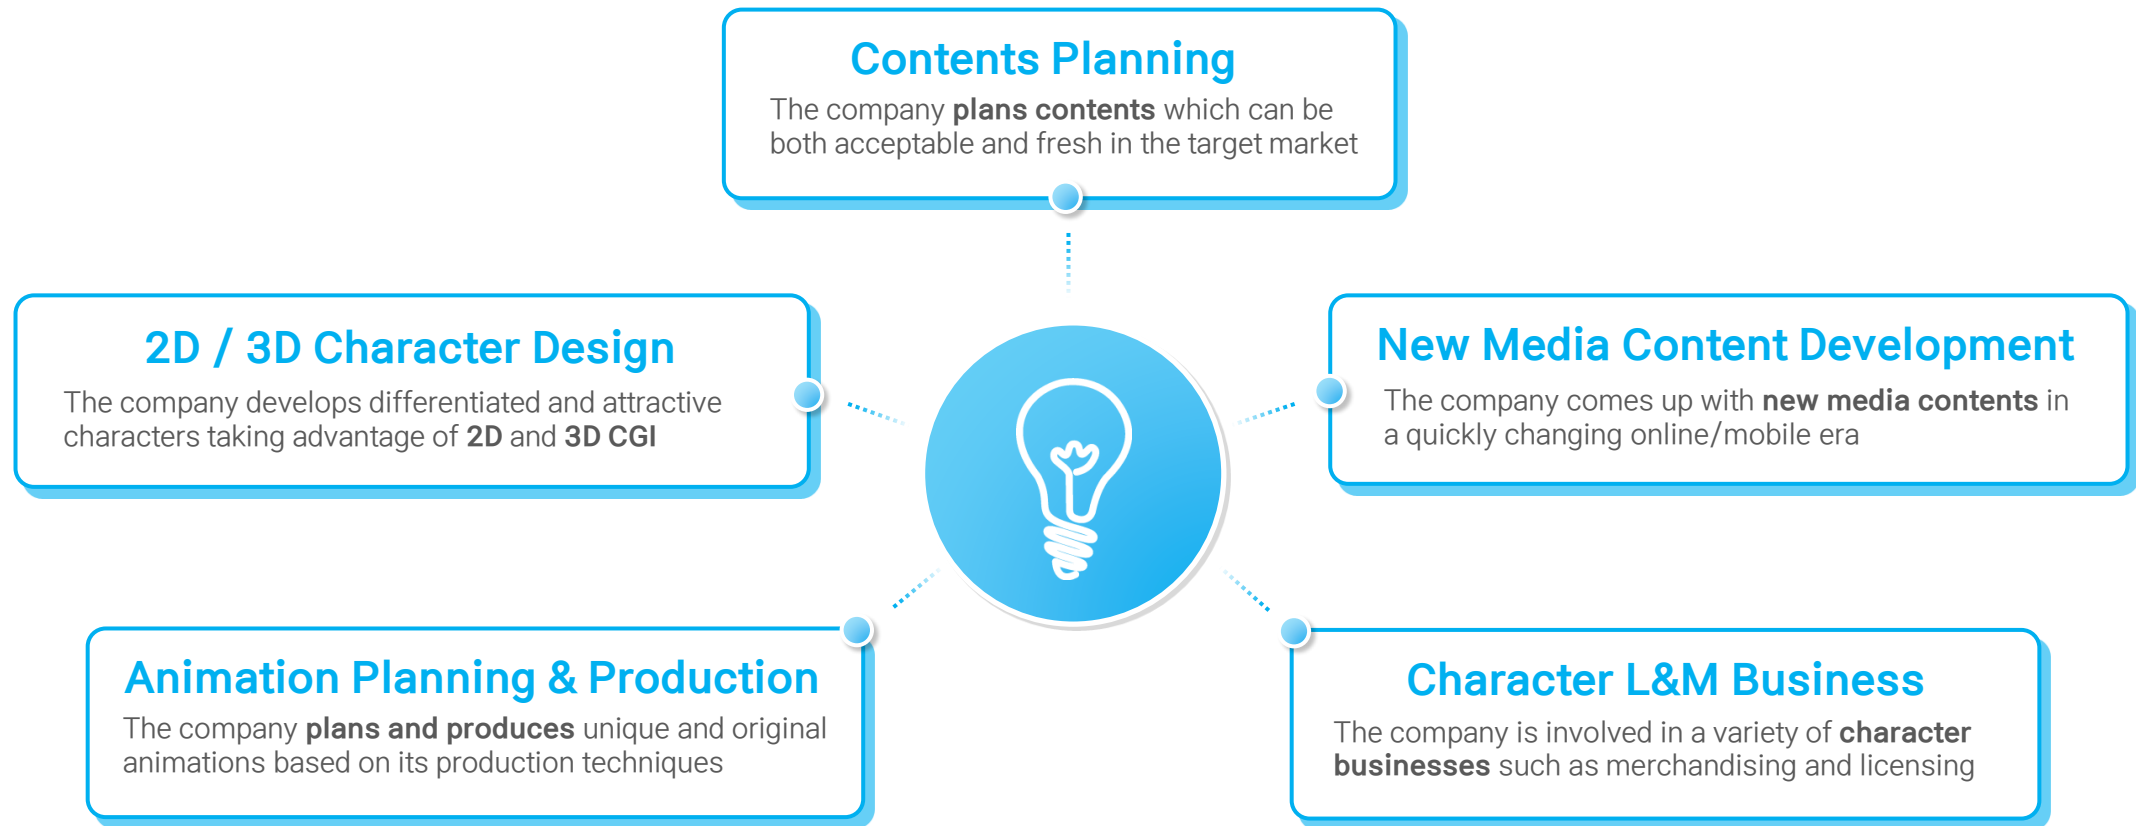 Contents Planning
The company plans contents which can be
both acceptable and fresh in the target market
2D / 3D Character Design
The company develops differentiated and attractive
characters taking advantage of 2D and 3D CGI
New Media Content Development
The company comes up with new media contents in
a quickly changing online/mobile era
Animation Planning & Production
The company plans and produces unique and original
animations based on its production techniques
Character L&M Business
The company is involved in a variety of character
businesses such as merchandising and licensing